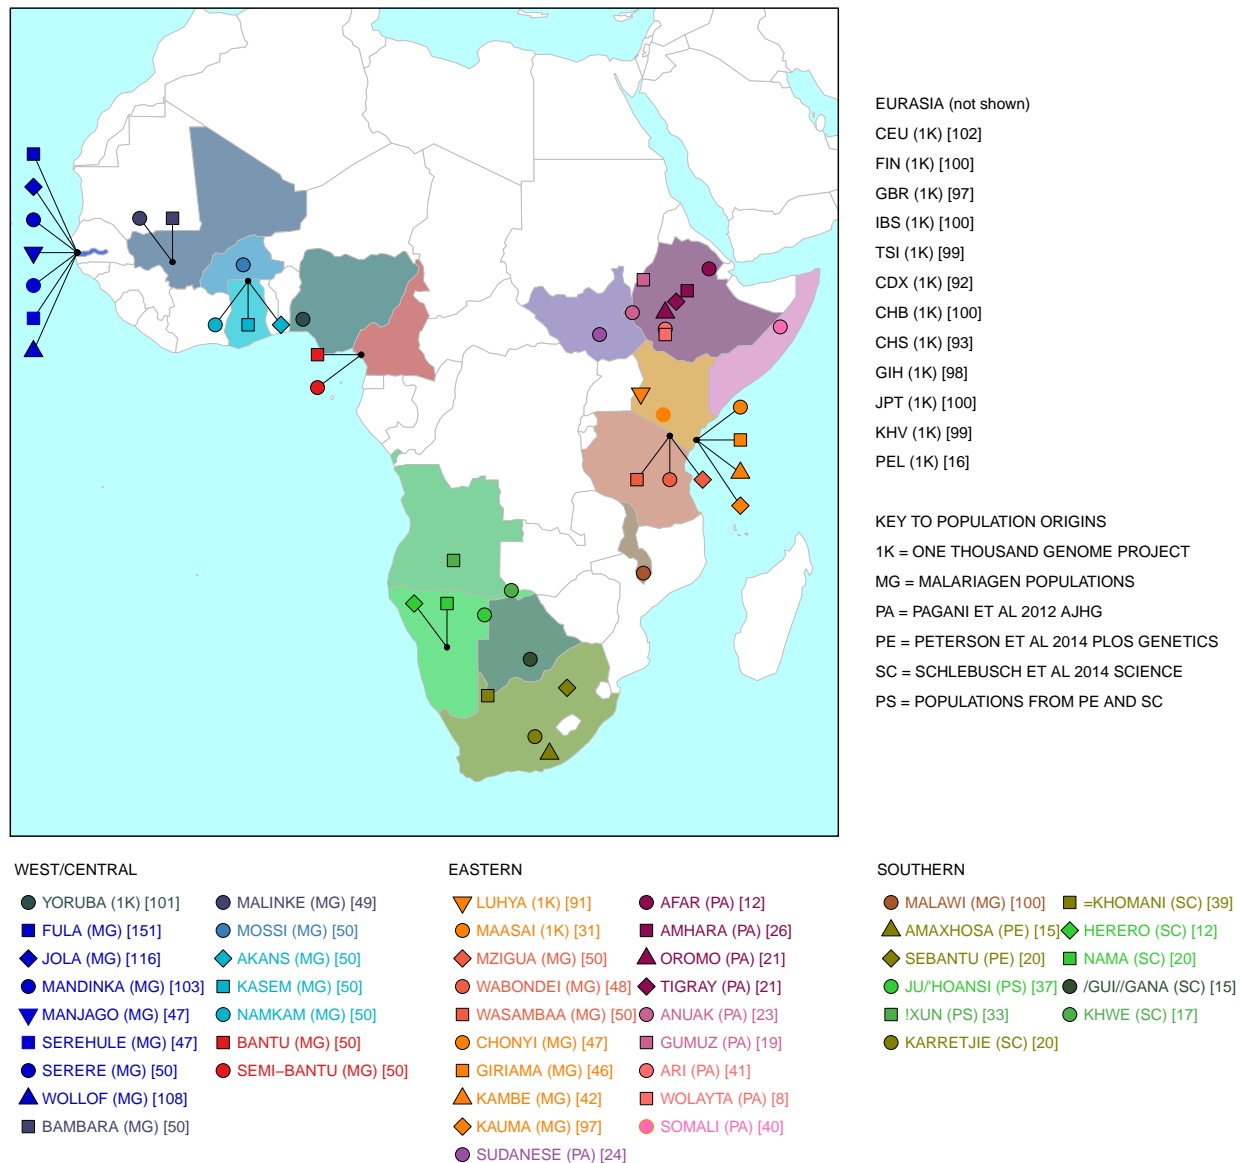 EURASIA (not shown)
CEU (1K) [102]
FIN (1K) [100]
GBR (1K) [97]
IBS (1K) [100]
TSI (1K) [99]
CDX (1K) [92]
CHB (1K) [100]
CHS (1K) [93]
GIH (1K) [98]
JPT (1K) [100]
KHV (1K) [99]
PEL (1K) [16]
KEY TO POPULATION ORIGINS
1K = ONE THOUSAND GENOME PROJECT
MG = MALARIAGEN POPULATIONS
PA = PAGANI ET AL 2012 AJHG
PE = PETERSON ET AL 2014 PLOS GENETICS
SC = SCHLEBUSCH ET AL 2014 SCIENCE
PS = POPULATIONS FROM PE AND SC
WEST/CENTRAL
YORUBA (1K) [101]
FULA (MG) [151]
JOLA (MG) [116]
MANDINKA (MG) [103]
MANJAGO (MG) [47]
SEREHULE (MG) [47]
SERERE (MG) [50]
WOLLOF (MG) [108]
BAMBARA (MG) [50]
MALINKE (MG) [49]
MOSSI (MG) [50]
AKANS (MG) [50]
KASEM (MG) [50]
NAMKAM (MG) [50]
BANTU (MG) [50]
SEMI−BANTU (MG) [50]
EASTERN
LUHYA (1K) [91]
MAASAI (1K) [31]
MZIGUA (MG) [50]
WABONDEI (MG) [48]
WASAMBAA (MG) [50]
CHONYI (MG) [47]
GIRIAMA (MG) [46]
KAMBE (MG) [42]
KAUMA (MG) [97]
SUDANESE (PA) [24]
AFAR (PA) [12]
AMHARA (PA) [26]
OROMO (PA) [21]
TIGRAY (PA) [21]
ANUAK (PA) [23]
GUMUZ (PA) [19]
ARI (PA) [41]
WOLAYTA (PA) [8]
SOMALI (PA) [40]
SOUTHERN
MALAWI (MG) [100]
AMAXHOSA (PE) [15]
SEBANTU (PE) [20]
JU/'HOANSI (PS) [37]
!XUN (PS) [33]
KARRETJIE (SC) [20]
=KHOMANI (SC) [39]
HERERO (SC) [12]
NAMA (SC) [20]
/GUI//GANA (SC) [15]
KHWE (SC) [17]